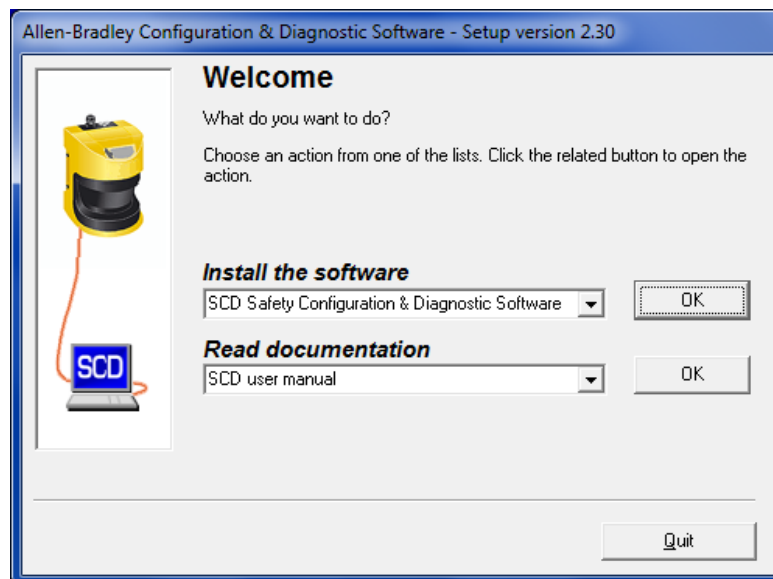 Allen-Bradley Configuration & Diagnostic Software - Setup version 2.30
Welcome
What do you want to do?
Choose an action from one of the lists. Click the related button to open the
action.
Install the software
SCD Safety Configuration & Diagnostic Software
OK
Read documentation
SCD user manual
OK
SCD
Quit